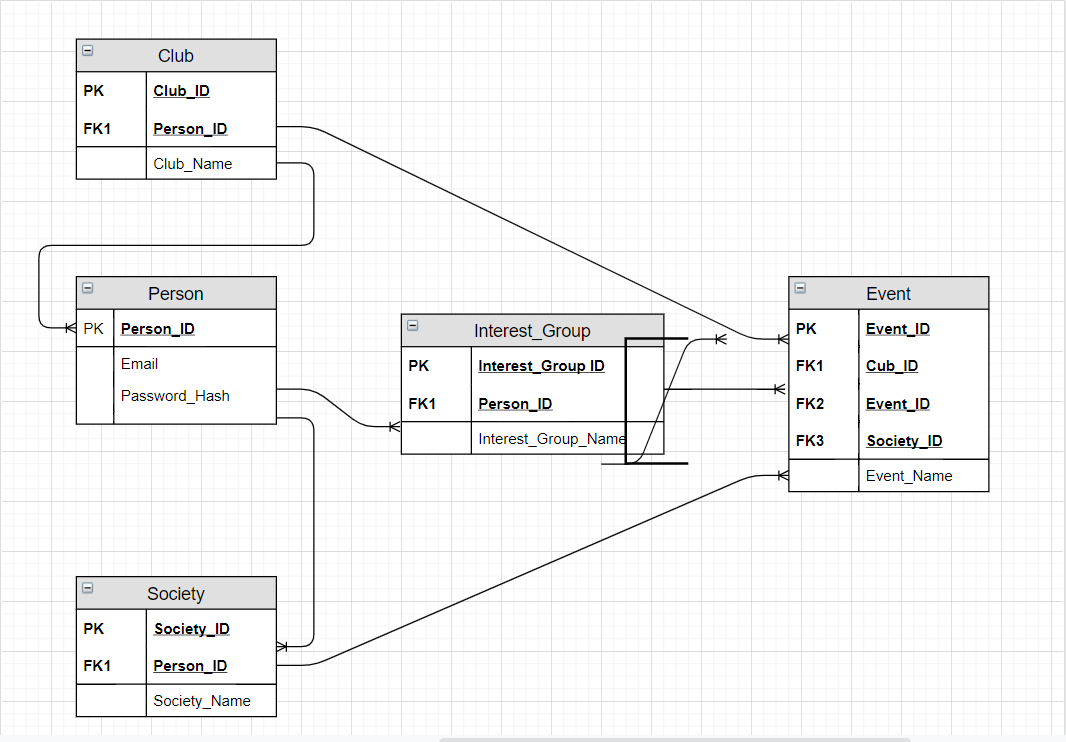 Club
PK Club_ID
FK1 Person_ID
Club_Name
Person
PK Person_ID
Email
Password_Hash
Interest_Group
PK Interest_Group ID
FK1 Person_ID
Interest_Group_Name
Event
PK Event_ID
FK1 Cub_ID
FK2 Event_ID
FK3 Society_ID
Event_Name
Society
PK Society_ID
FK1 Person_ID
Society_Name